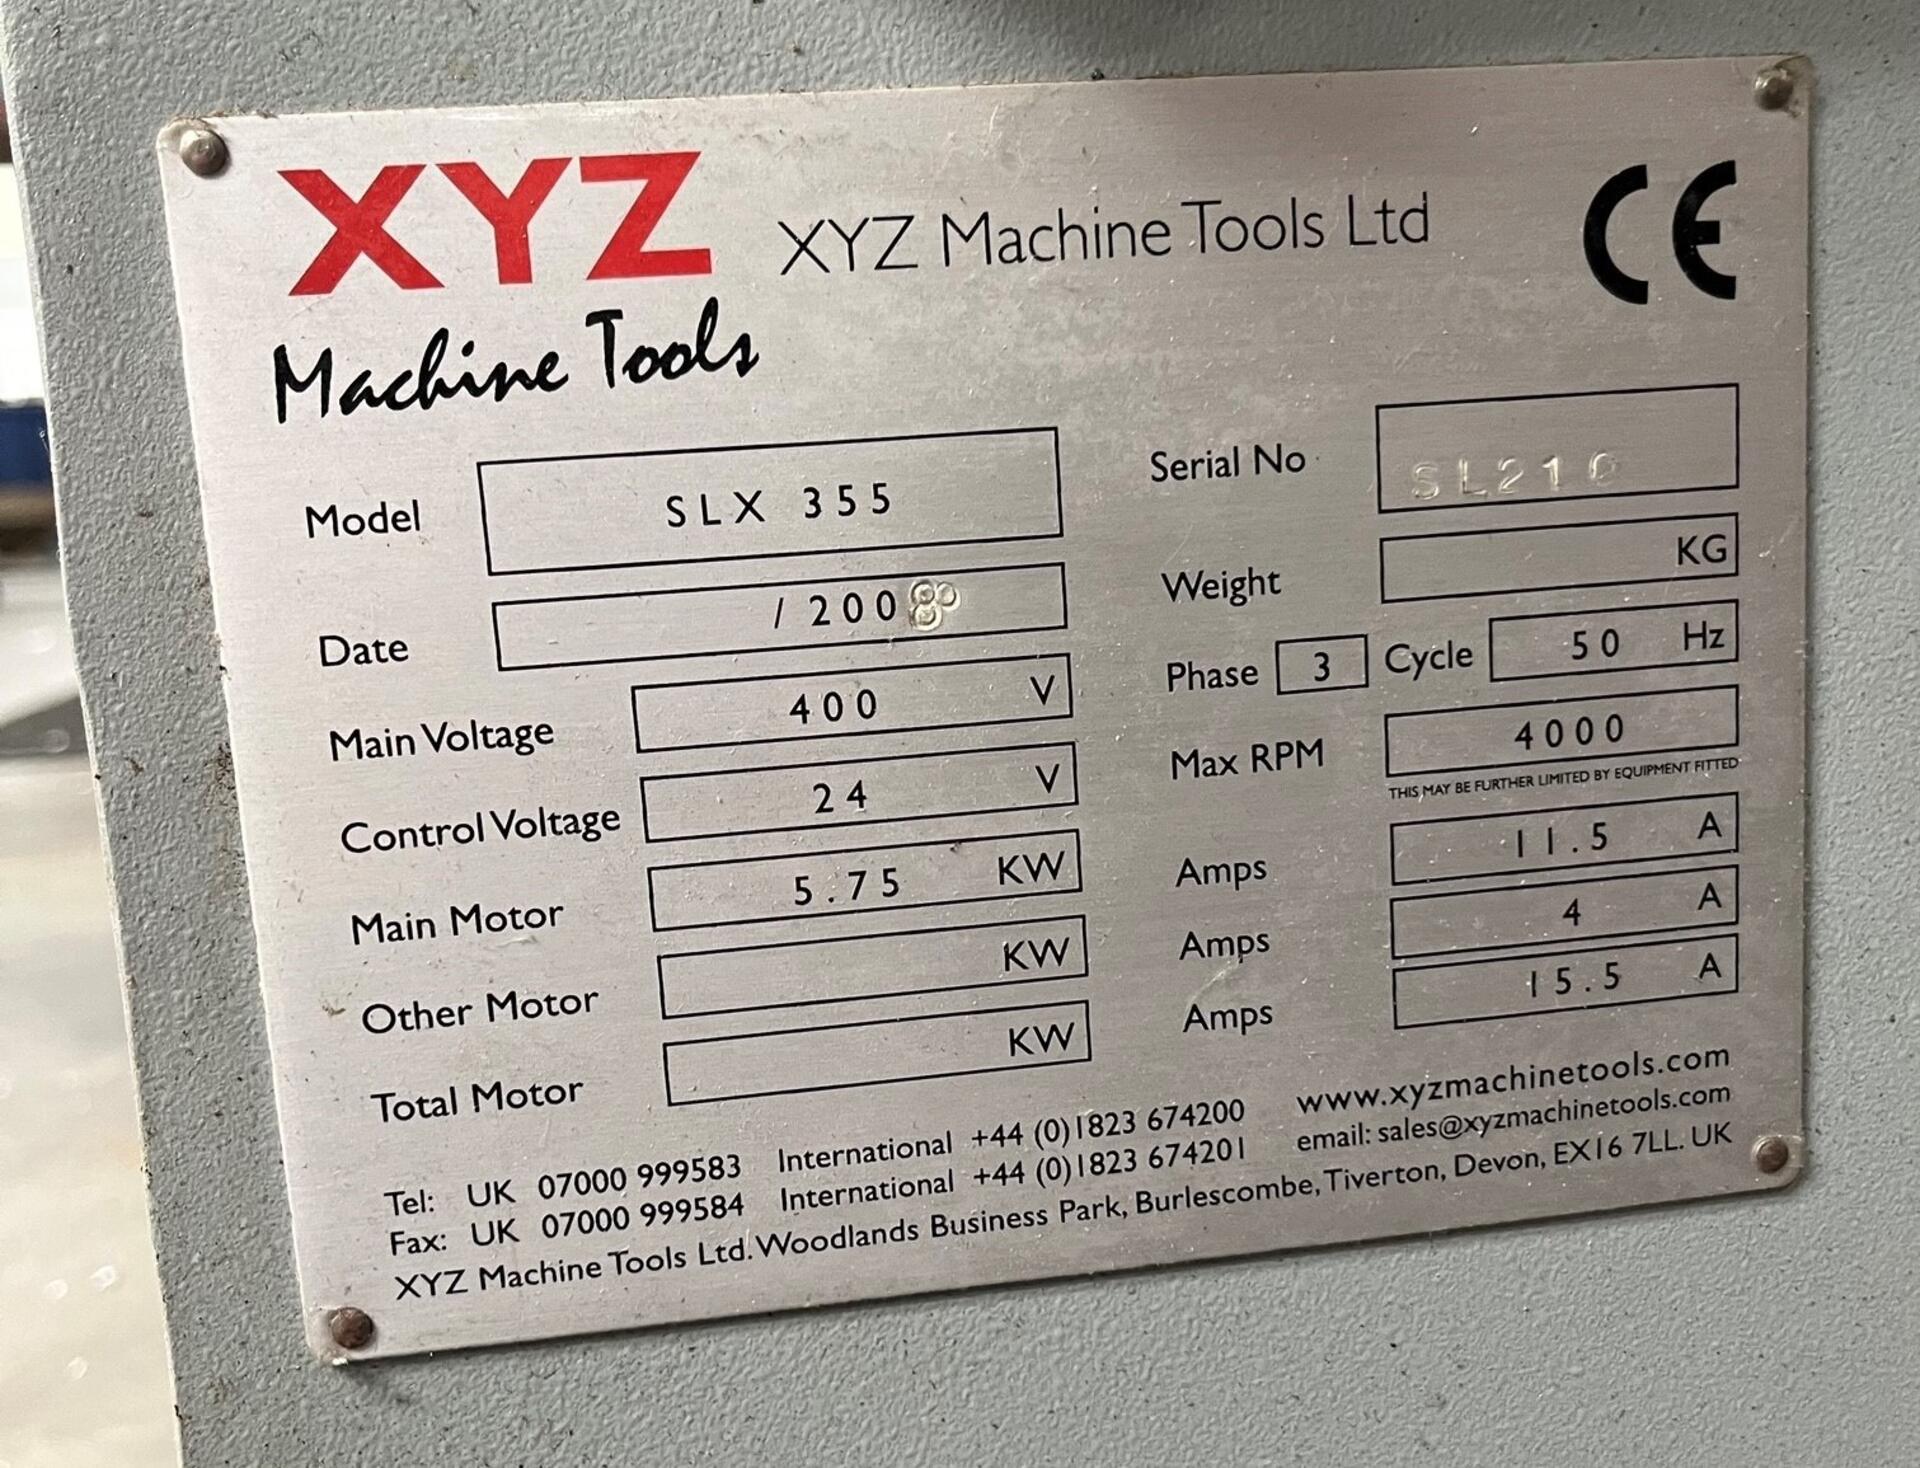 XYZ
Machine Tools
XYZ Machine Tools Ltd
CE
Model SLX 355
Date / 2008
Main Voltage 400 V
Control Voltage 24 V
Main Motor 5.75 KW
Other Motor KW
Total Motor KW
Serial No SL210
Weight KG
Phase 3 Cycle 50 Hz
Max RPM 4000
THIS MAY BE FURTHER LIMITED BY EQUIPMENT FITTED
Amps 11.5 A
Amps 4 A
Amps 15.5 A
www.xyzmachinetools.com
Tel: UK 07000 999583 International +44 (0)1823 674200 email: sales@xyzmachinetools.com
Fax: UK 07000 999584 International +44 (0)1823 674201
XYZ Machine Tools Ltd. Woodlands Business Park, Burlescombe, Tiverton, Devon, EX16 7LL. UK